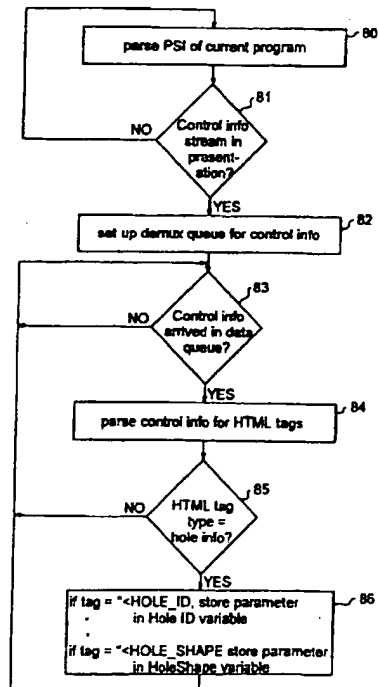 parse PSI of current program
80
81
Control info
stream in
present-
ation?
NO
YES
set up demux queue for control info
82
83
Control info
arrived in data
queue?
NO
YES
parse control info for HTML tags
84
85
HTML tag
type =
hole info?
NO
YES
if tag = "<HOLE_ID, store parameter
in Hole ID variable
86
if tag = "<HOLE_SHAPE store parameter
in HoleShape variable